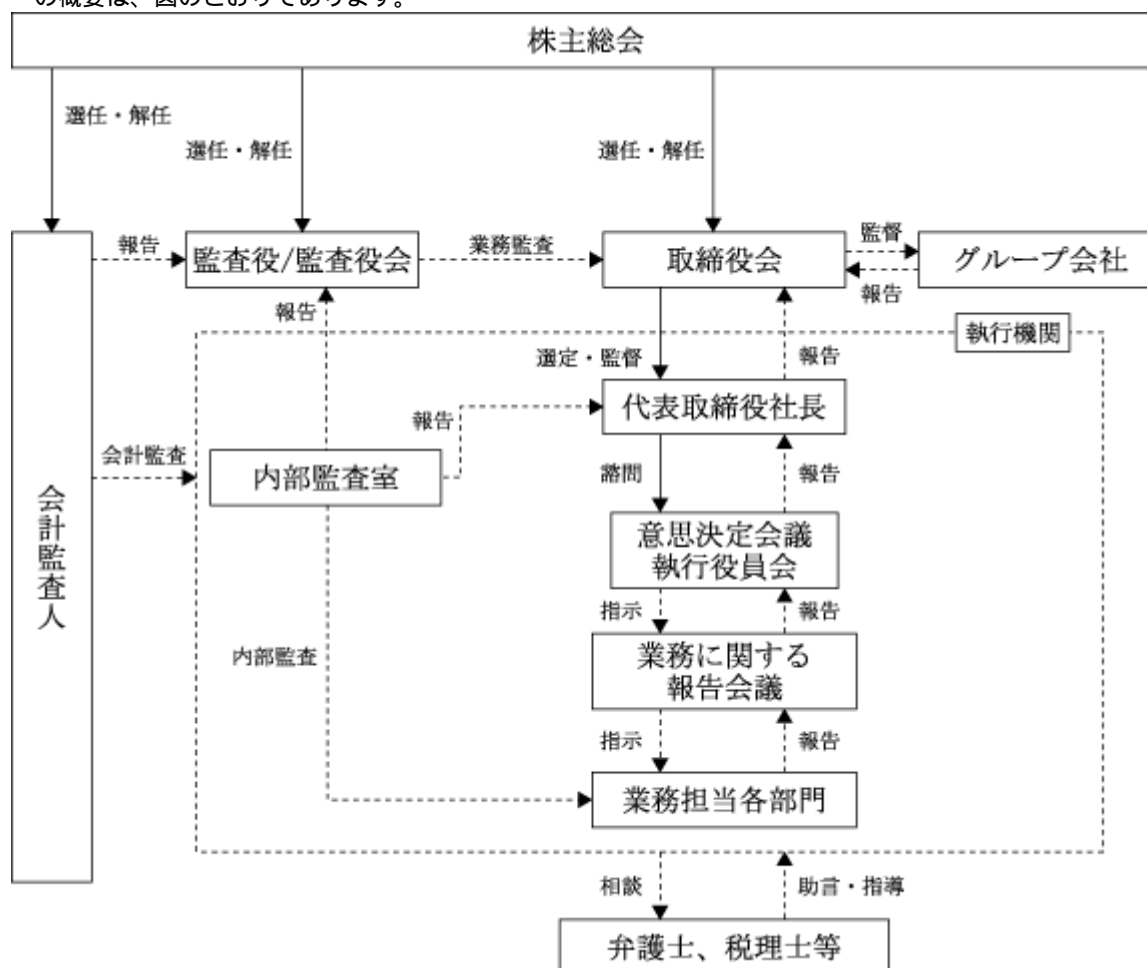 の概要は、図のとおりであります。
株主総会
選任・解任
選任・解任
選任・解任
報告
監査役/監査役会
業務監査
取締役会
監督
報告
グループ会社
報告
執行機関
選定・監督
報告
代表取締役社長
報告
会計監査
内部監査室
諮問
報告
会計監査人
意思決定会議
執行役員会
指示
報告
内部監査
業務に関する
報告会議
指示
報告
業務担当各部門
相談
助言・指導
弁護士、税理士等